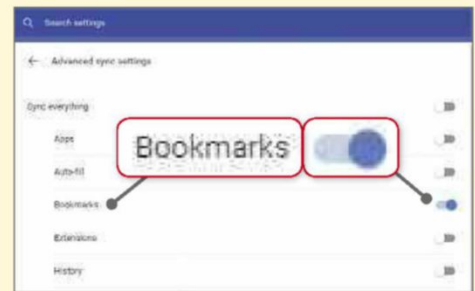 Search settings
Advanced sync settings
Sync everything
Apps
Bookmarks
Auto-fill
Bookmarks
Extensions
History